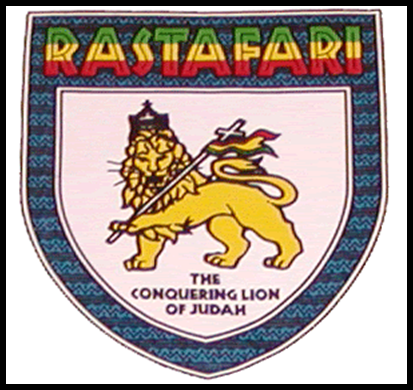 RASTAFARI
THE
CONQUERING LION
OF JUDAH